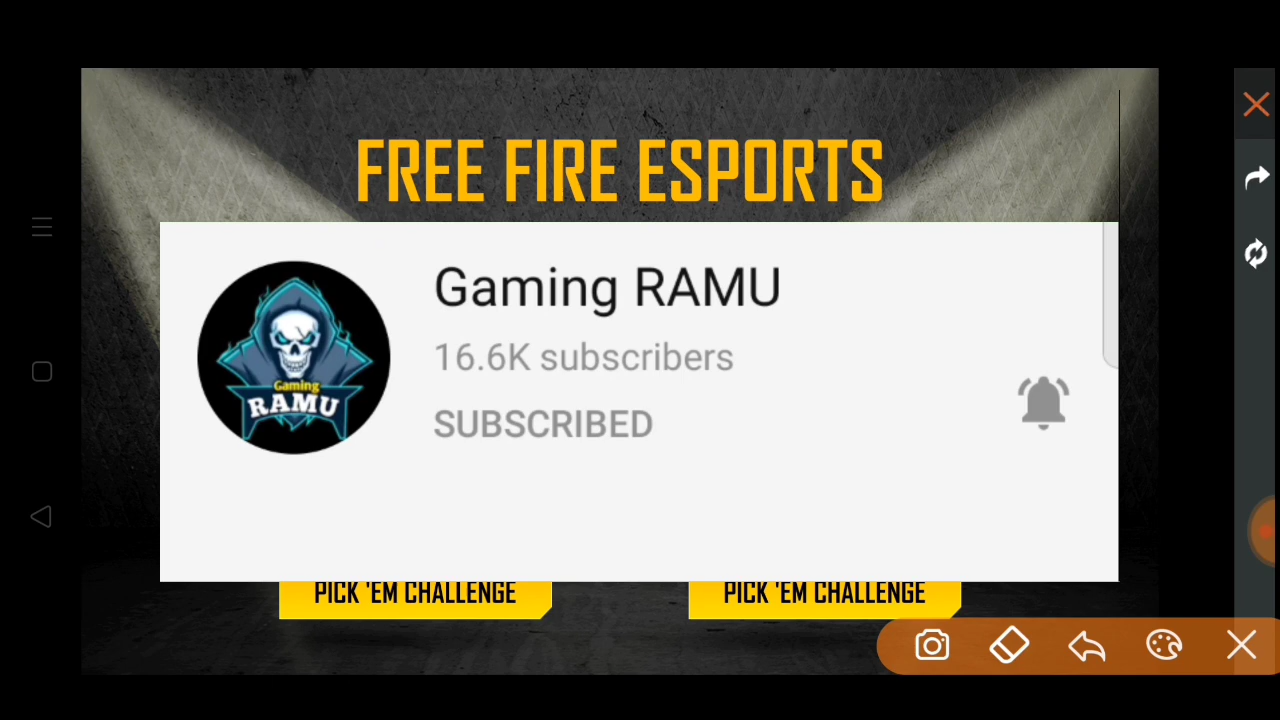 FREE FIRE ESPORTS
Gaming RAMU
16.6K subscribers
SUBSCRIBED
Gaming
RAMU
PICK 'EM CHALLENGE
PICK 'EM CHALLENGE